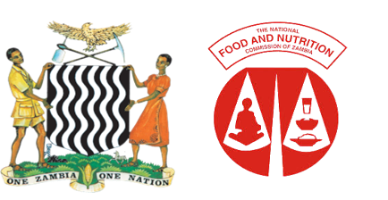 ONE ZAMBIA ONE NATION
THE NATIONAL
FOOD AND NUTRITION
COMMISSION OF ZAMBIA